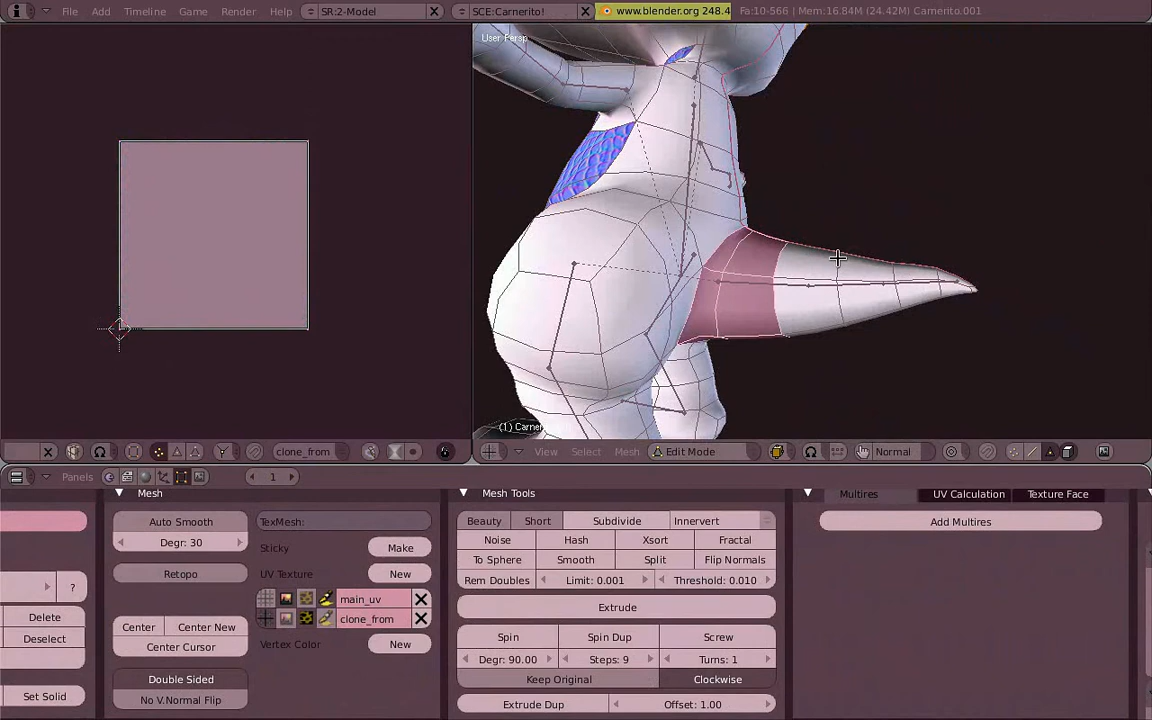 File Add Timeline Game Render Help SR:2-Model SCE:Carnerito! www.blender.org 248.4 Fa:10-566 | Mem:16.84M (24.42M) Carnerito.001
User Persp
(1) Carner
clone_from View Select Mesh Edit Mode Normal
Panels 1
Mesh Mesh Tools Multires UV Calculation Texture Face
Auto Smooth TexMesh: Beauty Short Subdivide Innervert Add Multires
Degr: 30 Sticky Make Noise Hash Xsort Fractal
To Sphere Smooth Split Flip Normals
Retopo UV Texture New Rem Doubles Limit: 0.001 Threshold: 0.010
? main_uv Extrude
Delete clone_from
Center Center New Spin Spin Dup Screw
Deselect Center Cursor Vertex Color New
Degr: 90.00 Steps: 9 Turns: 1
Double Sided Keep Original Clockwise
Set Solid No V.Normal Flip Extrude Dup Offset: 1.00